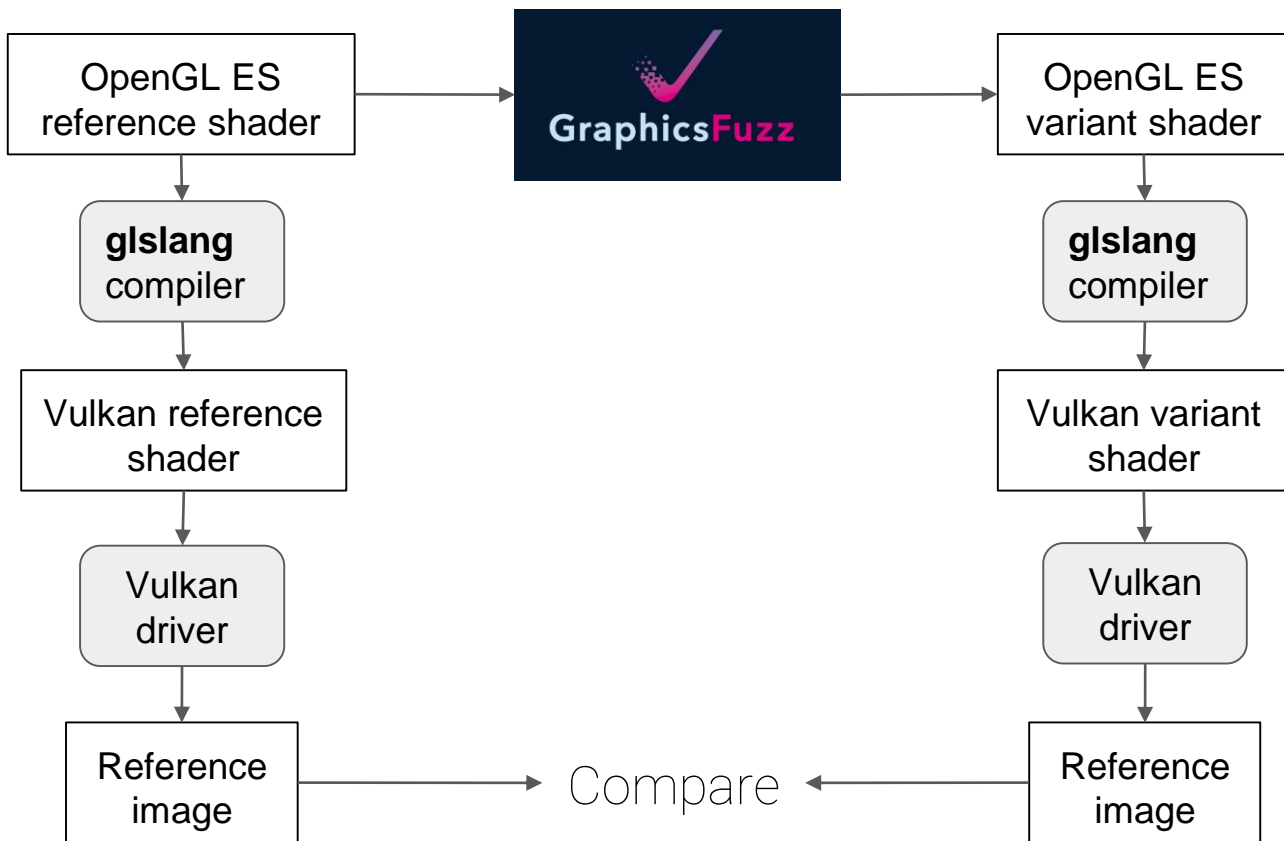 OpenGL ES
reference shader
GraphicsFuzz
OpenGL ES
variant shader
glslang
compiler
glslang
compiler
Vulkan reference
shader
Vulkan variant
shader
Vulkan
driver
Vulkan
driver
Reference
image
Compare
Reference
image